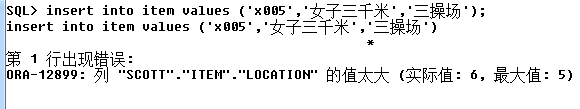 SQL> insert into item values ('x005','女子三千米','三操场');
insert into item values ('x005','女子三千米','三操场')
*
第 1 行出现错误:
ORA-12899: 列 "SCOTT"."ITEM"."LOCATION" 的值太大 (实际值: 6, 最大值: 5)